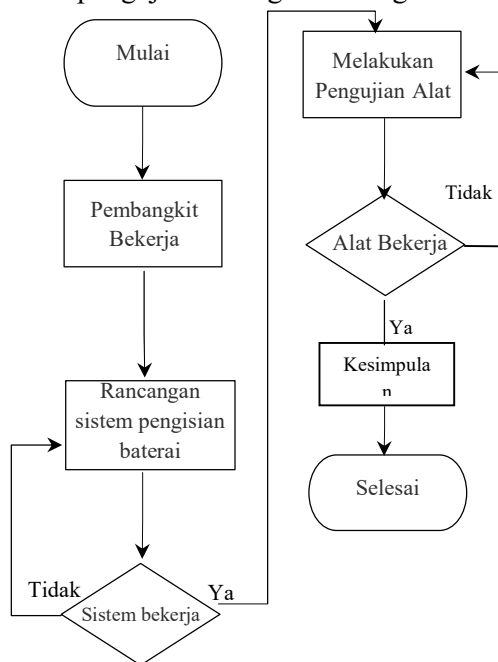 Mulai
Pembangkit
Bekerja
Rancangan
sistem pengisian
baterai
Tidak
Ya
Sistem bekerja
Melakukan
Pengujian Alat
Tidak
Alat Bekerja
Ya
Kesimpula
n
Selesai